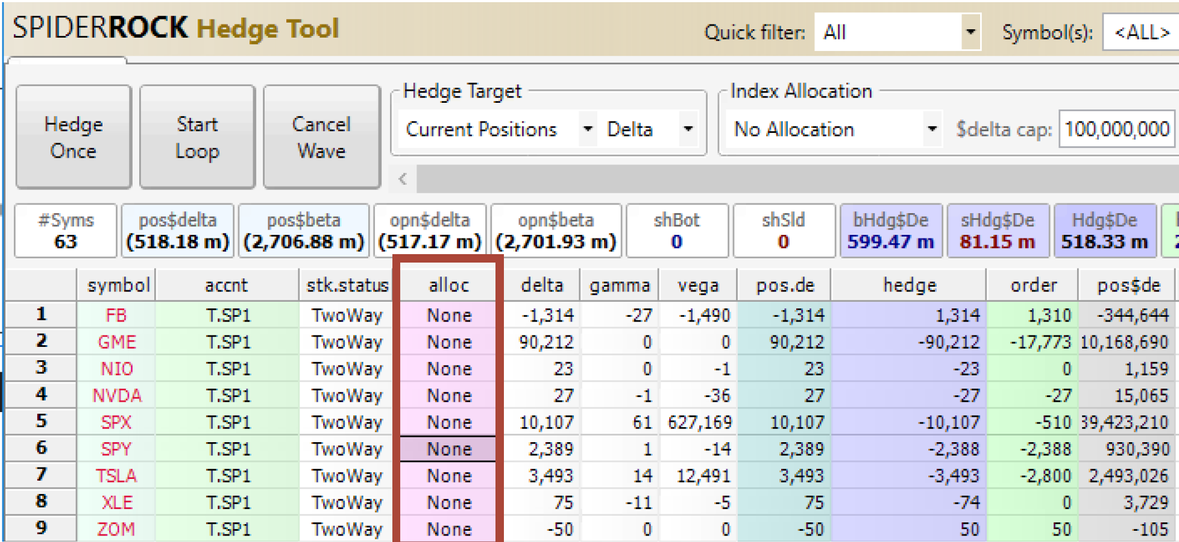 SPIDERROCK Hedge Tool Quick filter: All Symbol(s): <ALL>
Hedge Target Index Allocation
Hedge Once Start Loop Cancel Wave Current Positions Delta No Allocation $delta cap: 100,000,000
#Syms pos$delta pos$beta opn$delta opn$beta shBot shSld bHdg$De sHdg$De Hdg$De
63 (518.18 m) (2,706.88 m) (517.17 m) (2,701.93 m) 0 0 599.47 m 81.15 m 518.33 m
symbol accnt stk.status alloc delta gamma vega pos.de hedge order pos$de
1 FB T.SP1 TwoWay None -1,314 -27 -1,490 -1,314 1,314 1,310 -344,644
2 GME T.SP1 TwoWay None 90,212 0 0 90,212 -90,212 -17,773 10,168,690
3 NIO T.SP1 TwoWay None 23 0 -1 23 -23 0 1,159
4 NVDA T.SP1 TwoWay None 27 -1 -36 27 -27 -27 15,065
5 SPX T.SP1 TwoWay None 10,107 61 627,169 10,107 -10,107 -510 39,423,210
6 SPY T.SP1 TwoWay None 2,389 1 -14 2,389 -2,388 -2,388 930,390
7 TSLA T.SP1 TwoWay None 3,493 14 12,491 3,493 -3,493 -2,800 2,493,026
8 XLE T.SP1 TwoWay None 75 -11 -5 75 -74 0 3,729
9 ZOM T.SP1 TwoWay None -50 0 0 -50 50 50 -105